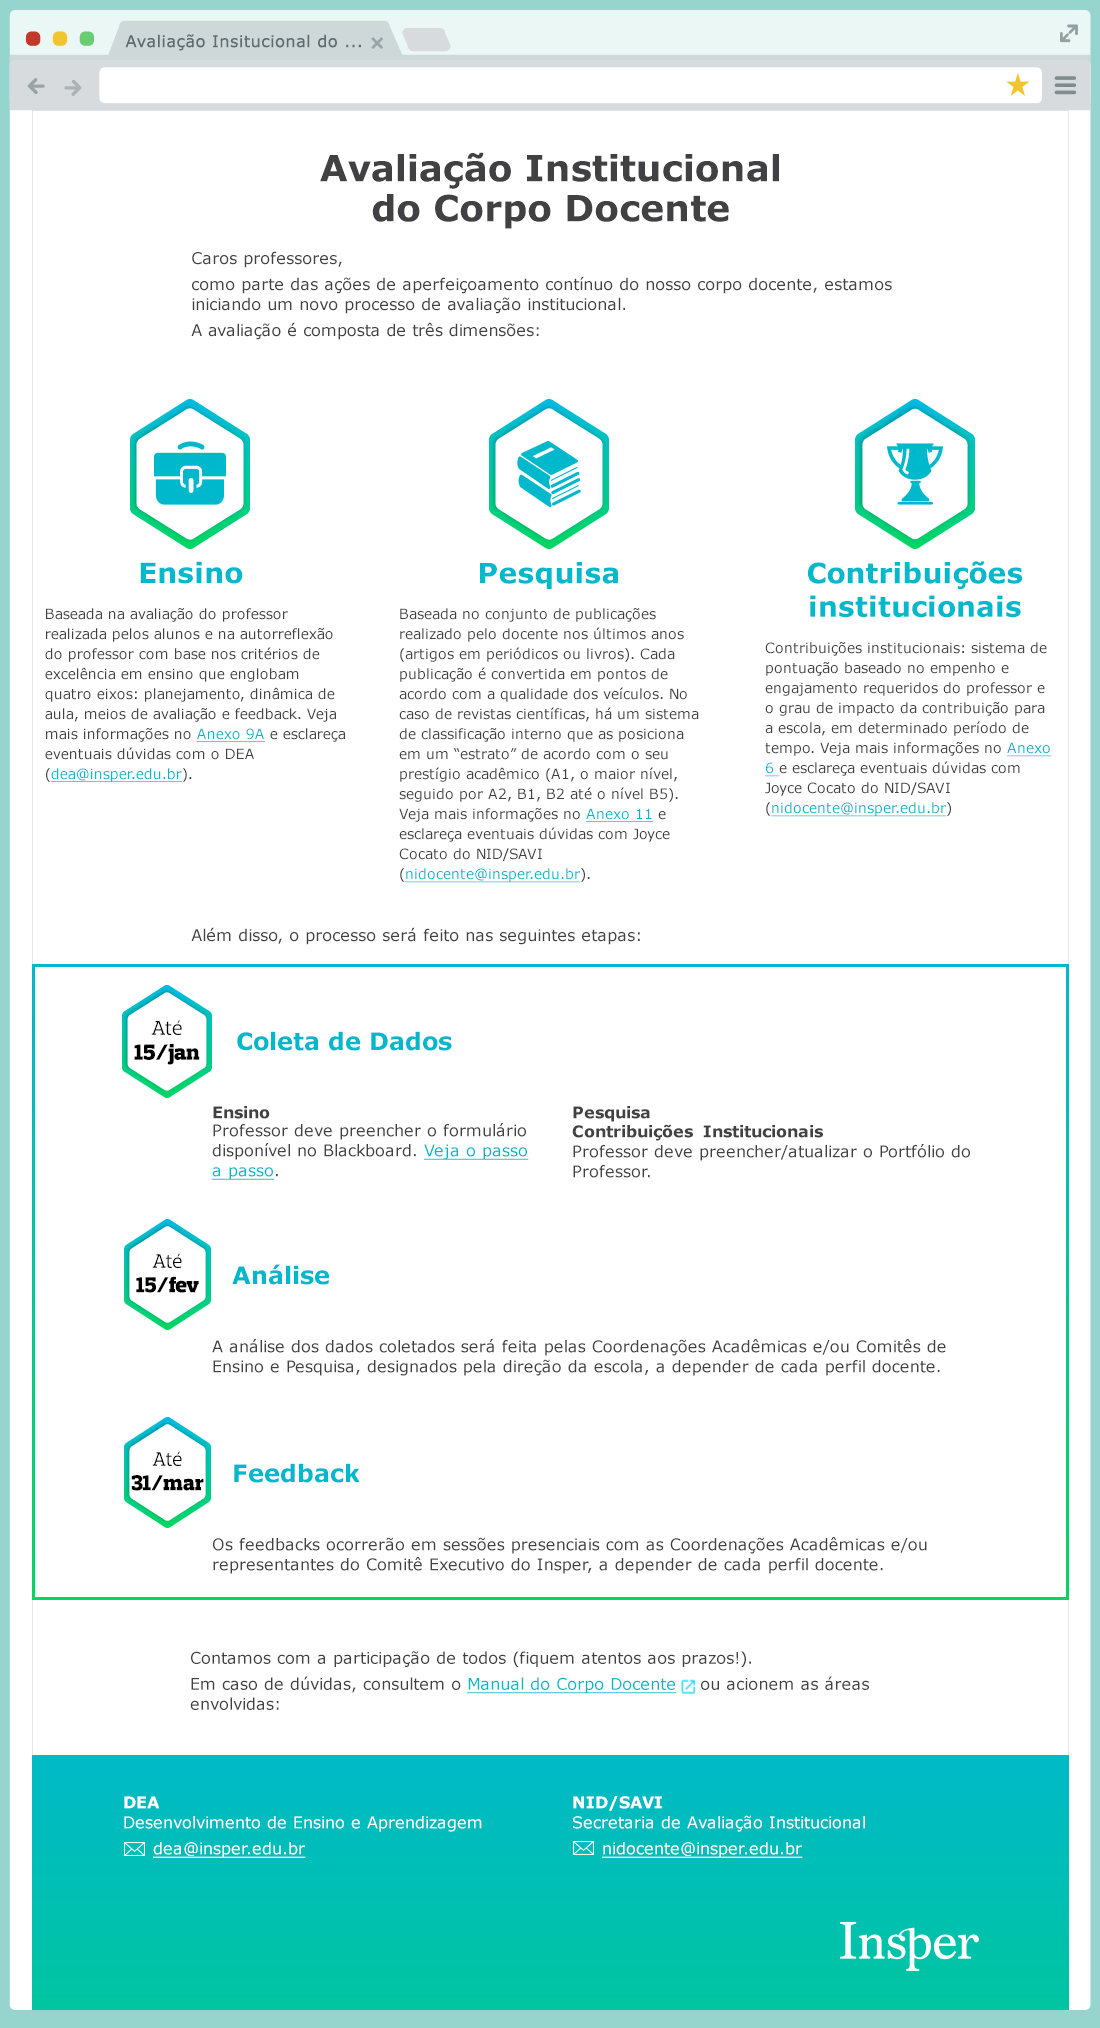 Avaliação Insitucional do ...
Avaliação Institucional
do Corpo Docente
Caros professores,
como parte das ações de aperfeiçoamento contínuo do nosso corpo docente, estamos
iniciando um novo processo de avaliação institucional.
A avaliação é composta de três dimensões:
Ensino
Baseada na avaliação do professor
realizada pelos alunos e na autorreflexão
do professor com base nos critérios de
excelência em ensino que englobam
quatro eixos: planejamento, dinâmica de
aula, meios de avaliação e feedback. Veja
mais informações no Anexo 9A e esclareça
eventuais dúvidas com o DEA
(dea@insper.edu.br).
Pesquisa
Baseada no conjunto de publicações
realizado pelo docente nos últimos anos
(artigos em periódicos ou livros). Cada
publicação é convertida em pontos de
acordo com a qualidade dos veículos. No
caso de revistas científicas, há um sistema
de classificação interno que as posiciona
em um “estrato” de acordo com o seu
prestígio acadêmico (A1, o maior nível,
seguido por A2, B1, B2 até o nível B5).
Veja mais informações no Anexo 11 e
esclareça eventuais dúvidas com Joyce
Cocato do NID/SAVI
(nidocente@insper.edu.br).
Contribuições
institucionais
Contribuições institucionais: sistema de
pontuação baseado no empenho e
engajamento requeridos do professor e
o grau de impacto da contribuição para
a escola, em determinado período de
tempo. Veja mais informações no Anexo
6 e esclareça eventuais dúvidas com
Joyce Cocato do NID/SAVI
(nidocente@insper.edu.br)
Além disso, o processo será feito nas seguintes etapas:
Até
15/jan
Coleta de Dados
Ensino
Professor deve preencher o formulário
disponível no Blackboard. Veja o passo
a passo.
Pesquisa
Contribuições Institucionais
Professor deve preencher/atualizar o Portfólio do
Professor.
Até
15/fev
Análise
A análise dos dados coletados será feita pelas Coordenações Acadêmicas e/ou Comitês de
Ensino e Pesquisa, designados pela direção da escola, a depender de cada perfil docente.
Até
31/mar
Feedback
Os feedbacks ocorrerão em sessões presenciais com as Coordenações Acadêmicas e/ou
representantes do Comitê Executivo do Insper, a depender de cada perfil docente.
Contamos com a participação de todos (fiquem atentos aos prazos!).
Em caso de dúvidas, consultem o Manual do Corpo Docente ou acionem as áreas
envolvidas:
DEA
Desenvolvimento de Ensino e Aprendizagem
dea@insper.edu.br
NID/SAVI
Secretaria de Avaliação Institucional
nidocente@insper.edu.br
Insper